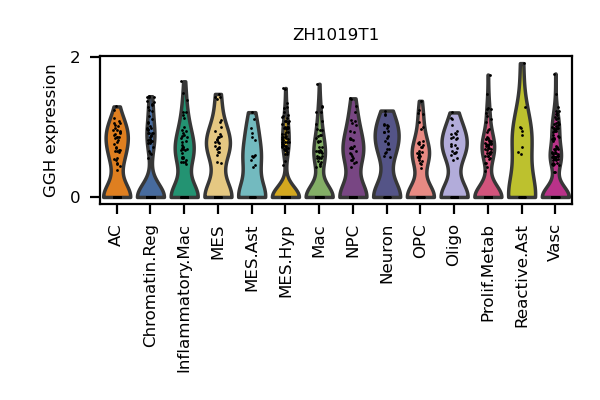 ZH1019T1
GGH expression
2
0
AC
Chromatin.Reg
Inflammatory.Mac
MES
MES.Ast
MES.Hyp
Mac
NPC
Neuron
OPC
Oligo
Prolif.Metab
Reactive.Ast
Vasc